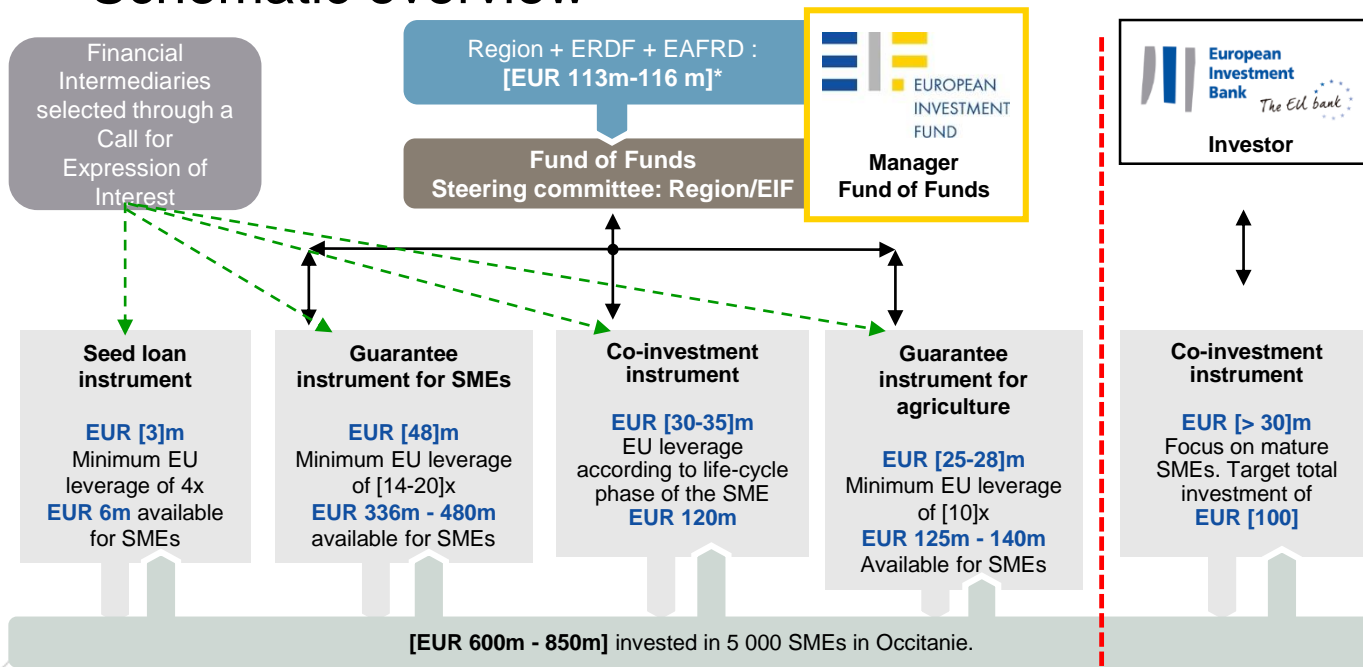 Schematic overview
Financial
Intermediaries
selected through a
Call for
Expression of
Interest
Region + ERDF + EAFRD :
[EUR 113m-116 m]*
Fund of Funds
Steering committee: Region/EIF
EUROPEAN
INVESTMENT
FUND
Manager
Fund of Funds
European
Investment
Bank
The EU bank
Investor
Seed loan
instrument
EUR [3]m
Minimum EU
leverage of 4x
EUR 6m available
for SMEs
Guarantee
instrument for SMEs
EUR [48]m
Minimum EU leverage
of [14-20]x
EUR 336m - 480m
available for SMEs
Co-investment
instrument
EUR [30-35]m
EU leverage
according to life-cycle
phase of the SME
EUR 120m
Guarantee
instrument for
agriculture
EUR [25-28]m
Minimum EU leverage
of [10]x
EUR 125m - 140m
Available for SMEs
Co-investment
instrument
EUR [> 30]m
Focus on mature
SMEs. Target total
investment of
EUR [100]
[EUR 600m - 850m] invested in 5 000 SMEs in Occitanie.